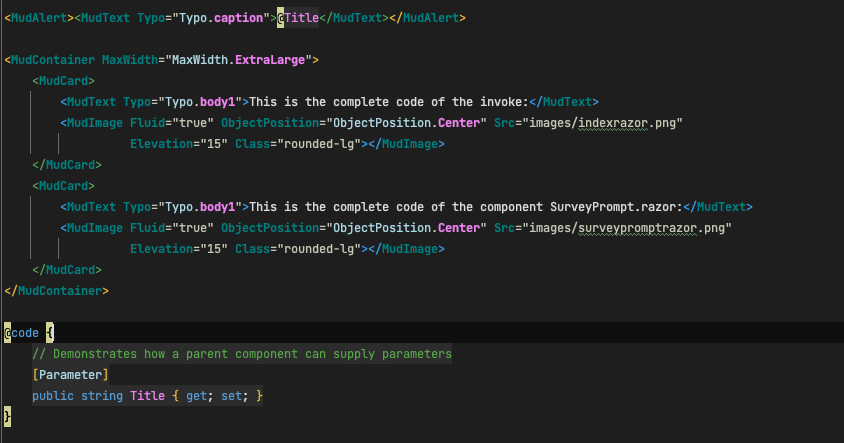 <MudAlert><MudText Typo="Typo.caption">@Title</MudText></MudAlert>
<MudContainer MaxWidth="MaxWidth.ExtraLarge">
<MudCard>
<MudText Typo="Typo.body1">This is the complete code of the invoke:</MudText>
<MudImage Fluid="true" ObjectPosition="ObjectPosition.Center" Src="images/indexrazor.png"
Elevation="15" Class="rounded-lg"></MudImage>
</MudCard>
<MudCard>
<MudText Typo="Typo.body1">This is the complete code of the component SurveyPrompt.razor:</MudText>
<MudImage Fluid="true" ObjectPosition="ObjectPosition.Center" Src="images/surveypromptrazor.png"
Elevation="15" Class="rounded-lg"></MudImage>
</MudCard>
</MudContainer>
@code {
// Demonstrates how a parent component can supply parameters
[Parameter]
public string Title { get; set; }
}